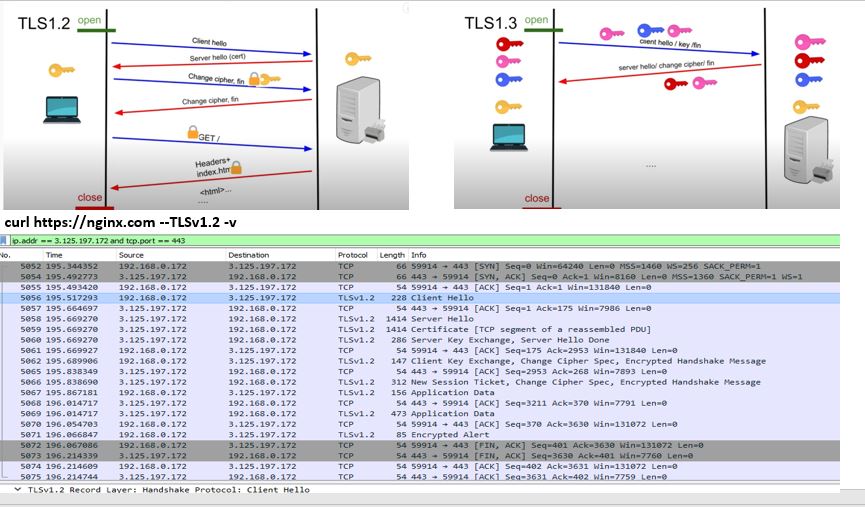 TLS1.2
open
Client hello
Server hello (cert)
Change cipher, fin
Change cipher, fin
GET /
Headers+
index.htm
<html>...
....
close
TLS1.3
open
client hello / key /fin
server hello/ change cipher/ fin
....
close
curl https://nginx.com --TLSv1.2 -v
ip.addr == 3.125.197.172 and tcp.port == 443
No. Time Source Destination Protocol Length Info
5052 195.344352 192.168.0.172 3.125.197.172 TCP 66 59914 → 443 [SYN] Seq=0 Win=64240 Len=0 MSS=1460 WS=256 SACK_PERM=1
5054 195.492773 3.125.197.172 192.168.0.172 TCP 66 443 → 59914 [SYN, ACK] Seq=0 Ack=1 Win=8160 Len=0 MSS=1360 SACK_PERM=1 WS=1
5055 195.493420 192.168.0.172 3.125.197.172 TCP 54 59914 → 443 [ACK] Seq=1 Ack=1 Win=131840 Len=0
5056 195.517293 192.168.0.172 3.125.197.172 TLSv1.2 228 Client Hello
5057 195.664697 3.125.197.172 192.168.0.172 TCP 54 443 → 59914 [ACK] Seq=1 Ack=175 Win=7986 Len=0
5058 195.669270 3.125.197.172 192.168.0.172 TLSv1.2 1414 Server Hello
5059 195.669270 3.125.197.172 192.168.0.172 TLSv1.2 1414 Certificate [TCP segment of a reassembled PDU]
5060 195.669270 3.125.197.172 192.168.0.172 TLSv1.2 286 Server Key Exchange, Server Hello Done
5061 195.669927 192.168.0.172 3.125.197.172 TCP 54 59914 → 443 [ACK] Seq=175 Ack=2953 Win=131840 Len=0
5062 195.689906 192.168.0.172 3.125.197.172 TLSv1.2 147 Client Key Exchange, Change Cipher Spec, Encrypted Handshake Message
5065 195.838349 3.125.197.172 192.168.0.172 TCP 54 443 → 59914 [ACK] Seq=2953 Ack=268 Win=7893 Len=0
5066 195.838690 3.125.197.172 192.168.0.172 TLSv1.2 312 New Session Ticket, Change Cipher Spec, Encrypted Handshake Message
5067 195.867181 192.168.0.172 3.125.197.172 TLSv1.2 156 Application Data
5068 196.014717 3.125.197.172 192.168.0.172 TCP 54 443 → 59914 [ACK] Seq=3211 Ack=370 Win=7791 Len=0
5069 196.014717 3.125.197.172 192.168.0.172 TLSv1.2 473 Application Data
5070 196.054703 192.168.0.172 3.125.197.172 TCP 54 59914 → 443 [ACK] Seq=370 Ack=3630 Win=131072 Len=0
5071 196.066847 192.168.0.172 3.125.197.172 TLSv1.2 85 Encrypted Alert
5072 196.067086 192.168.0.172 3.125.197.172 TCP 54 59914 → 443 [FIN, ACK] Seq=401 Ack=3630 Win=131072 Len=0
5073 196.214339 3.125.197.172 192.168.0.172 TCP 54 443 → 59914 [FIN, ACK] Seq=3630 Ack=401 Win=7760 Len=0
5074 196.214609 192.168.0.172 3.125.197.172 TCP 54 59914 → 443 [ACK] Seq=402 Ack=3631 Win=131072 Len=0
5075 196.214744 3.125.197.172 192.168.0.172 TCP 54 443 → 59914 [ACK] Seq=3631 Ack=402 Win=7759 Len=0
TLSv1.2 Record Layer: Handshake Protocol: Client Hello